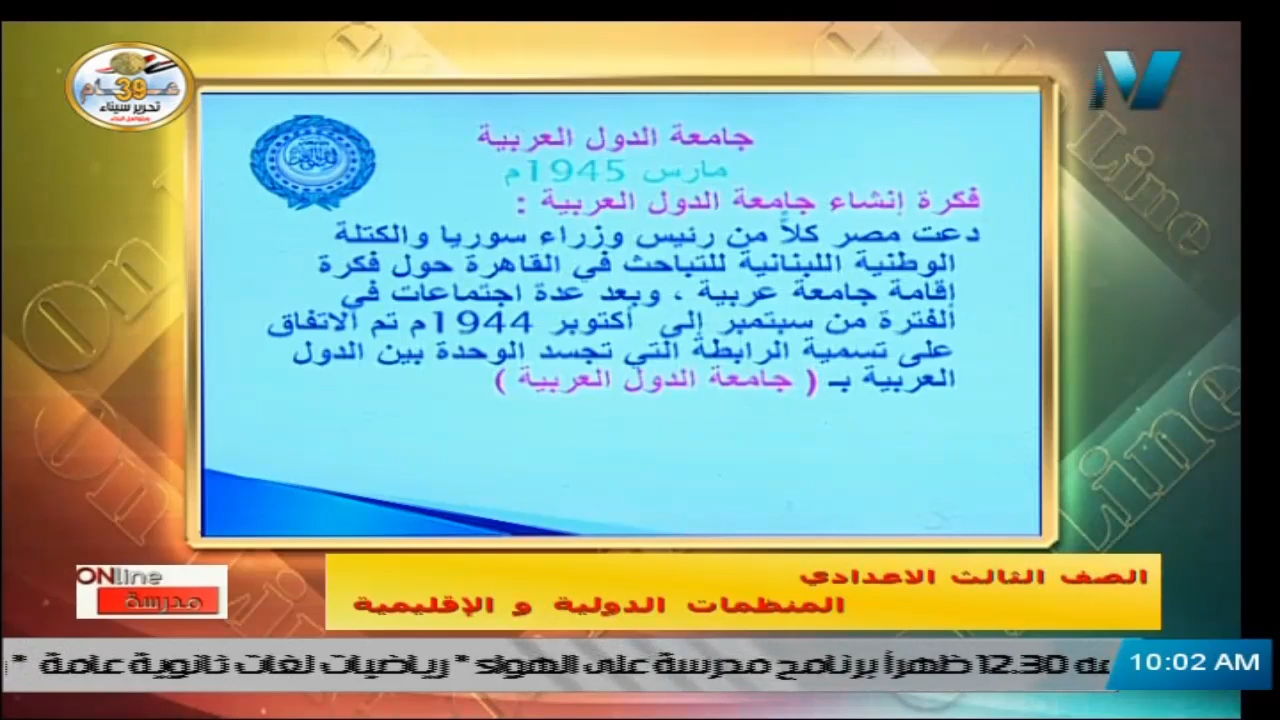 عام 39
تحرير سيناء
جامعة الدول العربية
مارس 1945م
فكرة إنشاء جامعة الدول العربية :
دعت مصر كلاً من رئيس وزراء سوريا والكتلة
الوطنية اللبنانية للتباحث في القاهرة حول فكرة
إقامة جامعة عربية ، وبعد عدة اجتماعات في
الفترة من سبتمبر إلى أكتوبر 1944م تم الاتفاق
على تسمية الرابطة التي تجسد الوحدة بين الدول
العربية بـ ( جامعة الدول العربية )
ONline
مدرسة
الصف الثالث الاعدادي
المنظمات الدولية و الإقليمية
12.30 ظهراً برنامج مدرسة على الهواء " رياضيات لغات ثانوية عامة "
10:02 AM
On Line